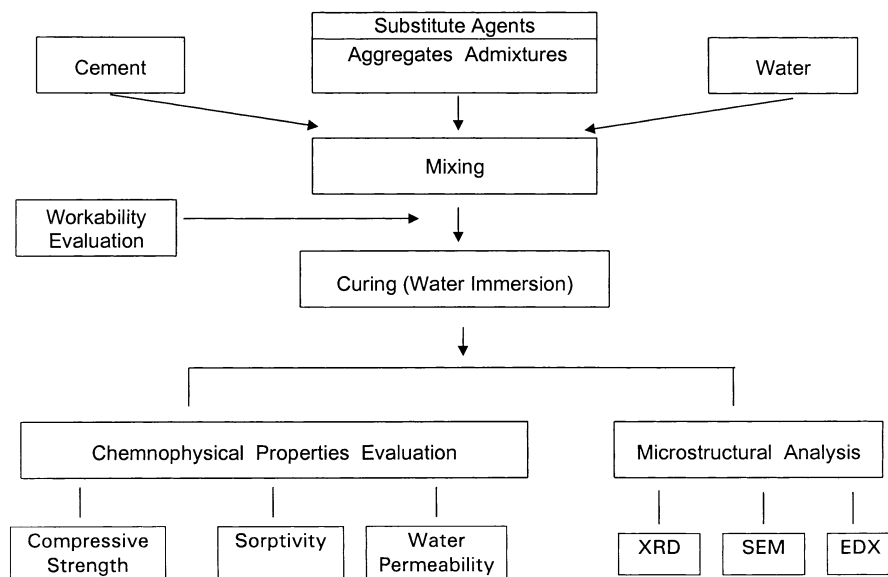 Substitute Agents
Aggregates Admixtures
Cement
Water
Mixing
Workability
Evaluation
Curing (Water Immersion)
Chemnophysical Properties Evaluation
Microstructural Analysis
Compressive
Strength
Sorptivity
Water
Permeability
XRD
SEM
EDX